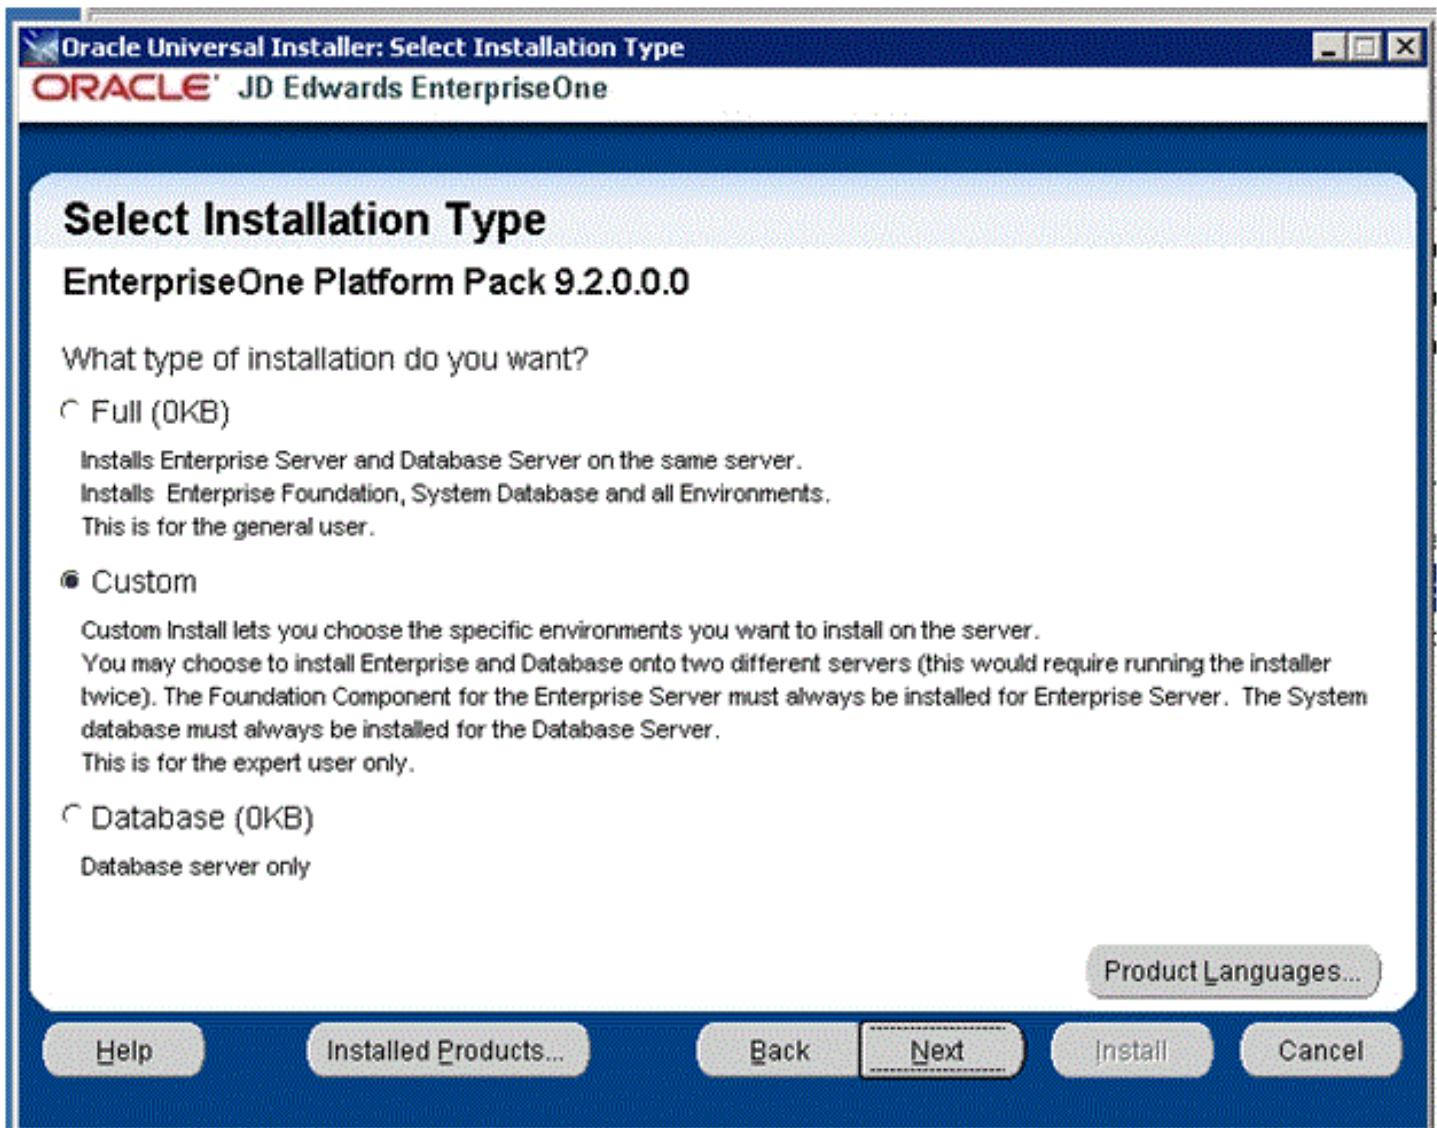 Oracle Universal Installer: Select Installation Type
ORACLE JD Edwards EnterpriseOne
Select Installation Type
EnterpriseOne Platform Pack 9.2.0.0.0
What type of installation do you want?
Full (0KB)
Installs Enterprise Server and Database Server on the same server.
Installs Enterprise Foundation, System Database and all Environments.
This is for the general user.
Custom
Custom Install lets you choose the specific environments you want to install on the server.
You may choose to install Enterprise and Database onto two different servers (this would require running the installer
twice). The Foundation Component for the Enterprise Server must always be installed for Enterprise Server. The System
database must always be installed for the Database Server.
This is for the expert user only.
Database (0KB)
Database server only
Product Languages...
Help Installed Products... Back Next Install Cancel